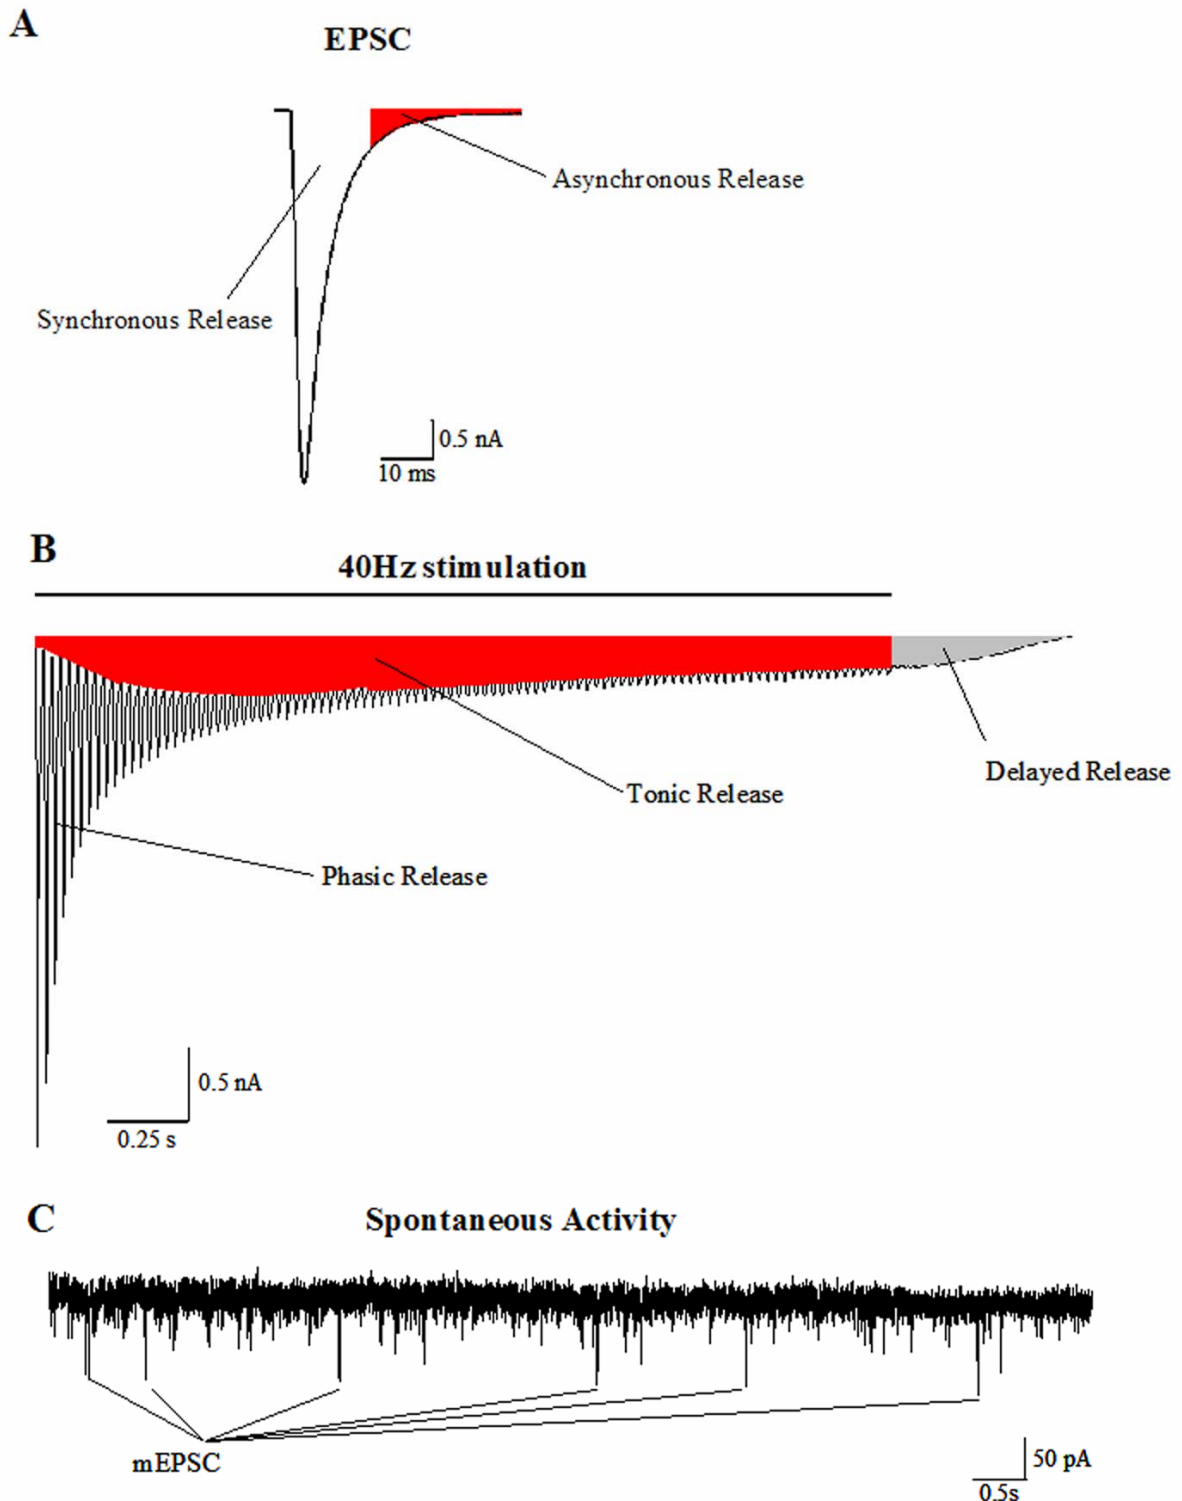 A
EPSC
Asynchronous Release
Synchronous Release
0.5 nA
10 ms
B
40Hz stimulation
Delayed Release
Tonic Release
Phasic Release
0.5 nA
0.25 s
C
Spontaneous Activity
mEPSC
50 pA
0.5s